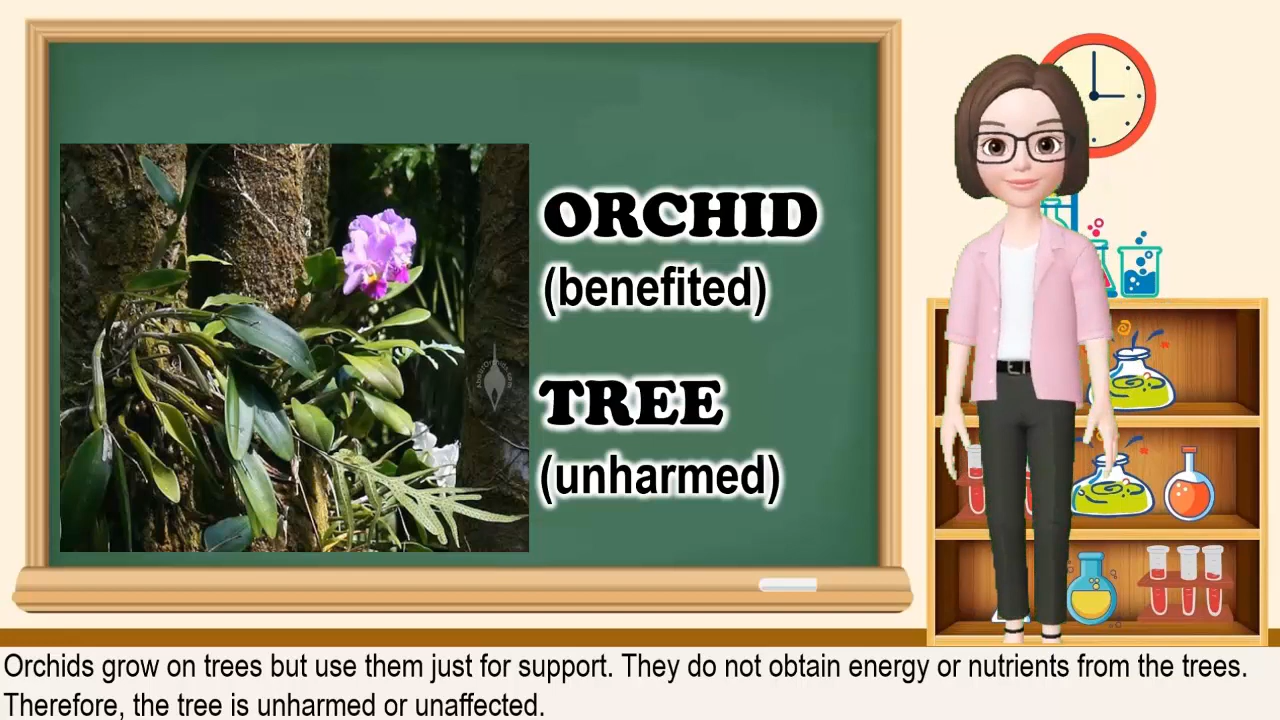 ORCHID
(benefited)
TREE
(unharmed)
Orchids grow on trees but use them just for support. They do not obtain energy or nutrients from the trees.
Therefore, the tree is unharmed or unaffected.